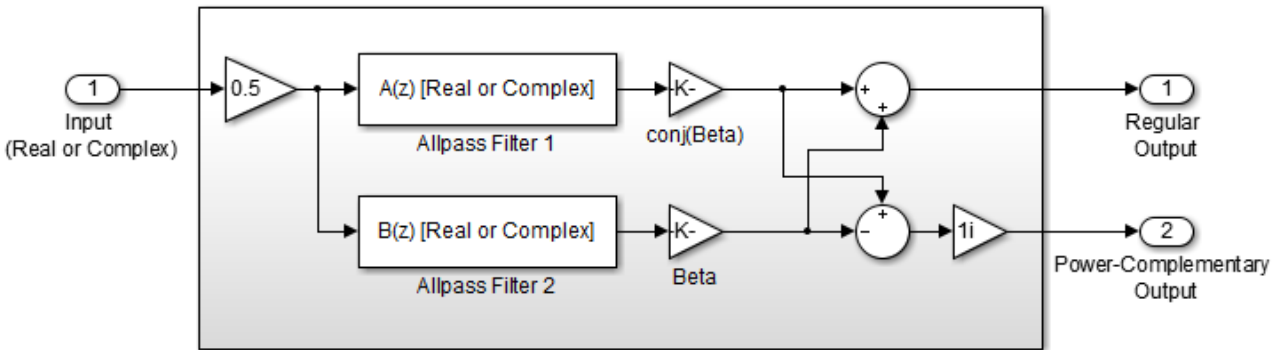 1
Input
(Real or Complex)
0.5
A(z) [Real or Complex]
Allpass Filter 1
-K-
conj(Beta)
+
+
1
Regular
Output
B(z) [Real or Complex]
Allpass Filter 2
-K-
Beta
+
−
1i
2
Power-Complementary
Output